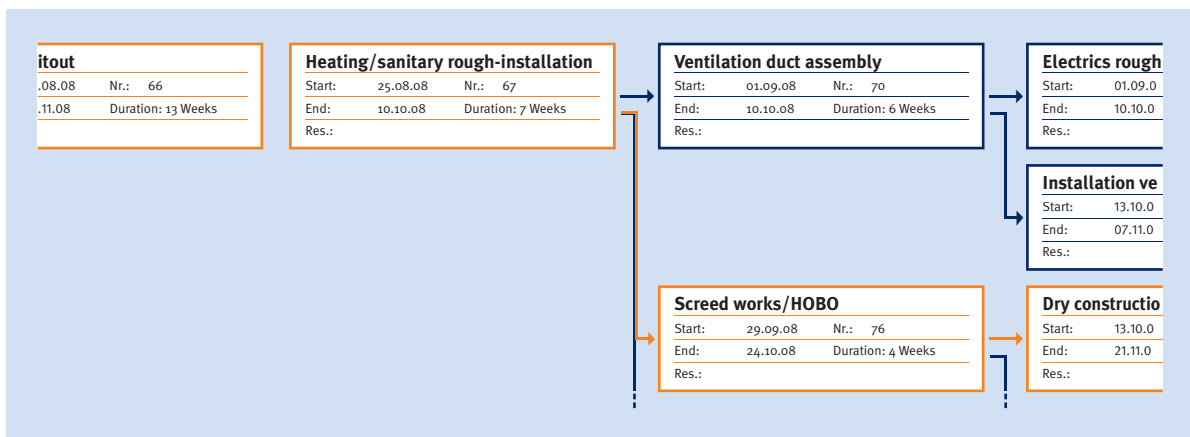 itout
.08.08 Nr.: 66
.11.08 Duration: 13 Weeks
Heating/sanitary rough-installation
Start: 25.08.08 Nr.: 67
End: 10.10.08 Duration: 7 Weeks
Res.:
Ventilation duct assembly
Start: 01.09.08 Nr.: 70
End: 10.10.08 Duration: 6 Weeks
Res.:
Electrics rough
Start: 01.09.0
End: 10.10.0
Res.:
Installation ve
Start: 13.10.0
End: 07.11.0
Res.:
Screed works/HOBO
Start: 29.09.08 Nr.: 76
End: 24.10.08 Duration: 4 Weeks
Res.:
Dry constructio
Start: 13.10.0
End: 21.11.0
Res.: